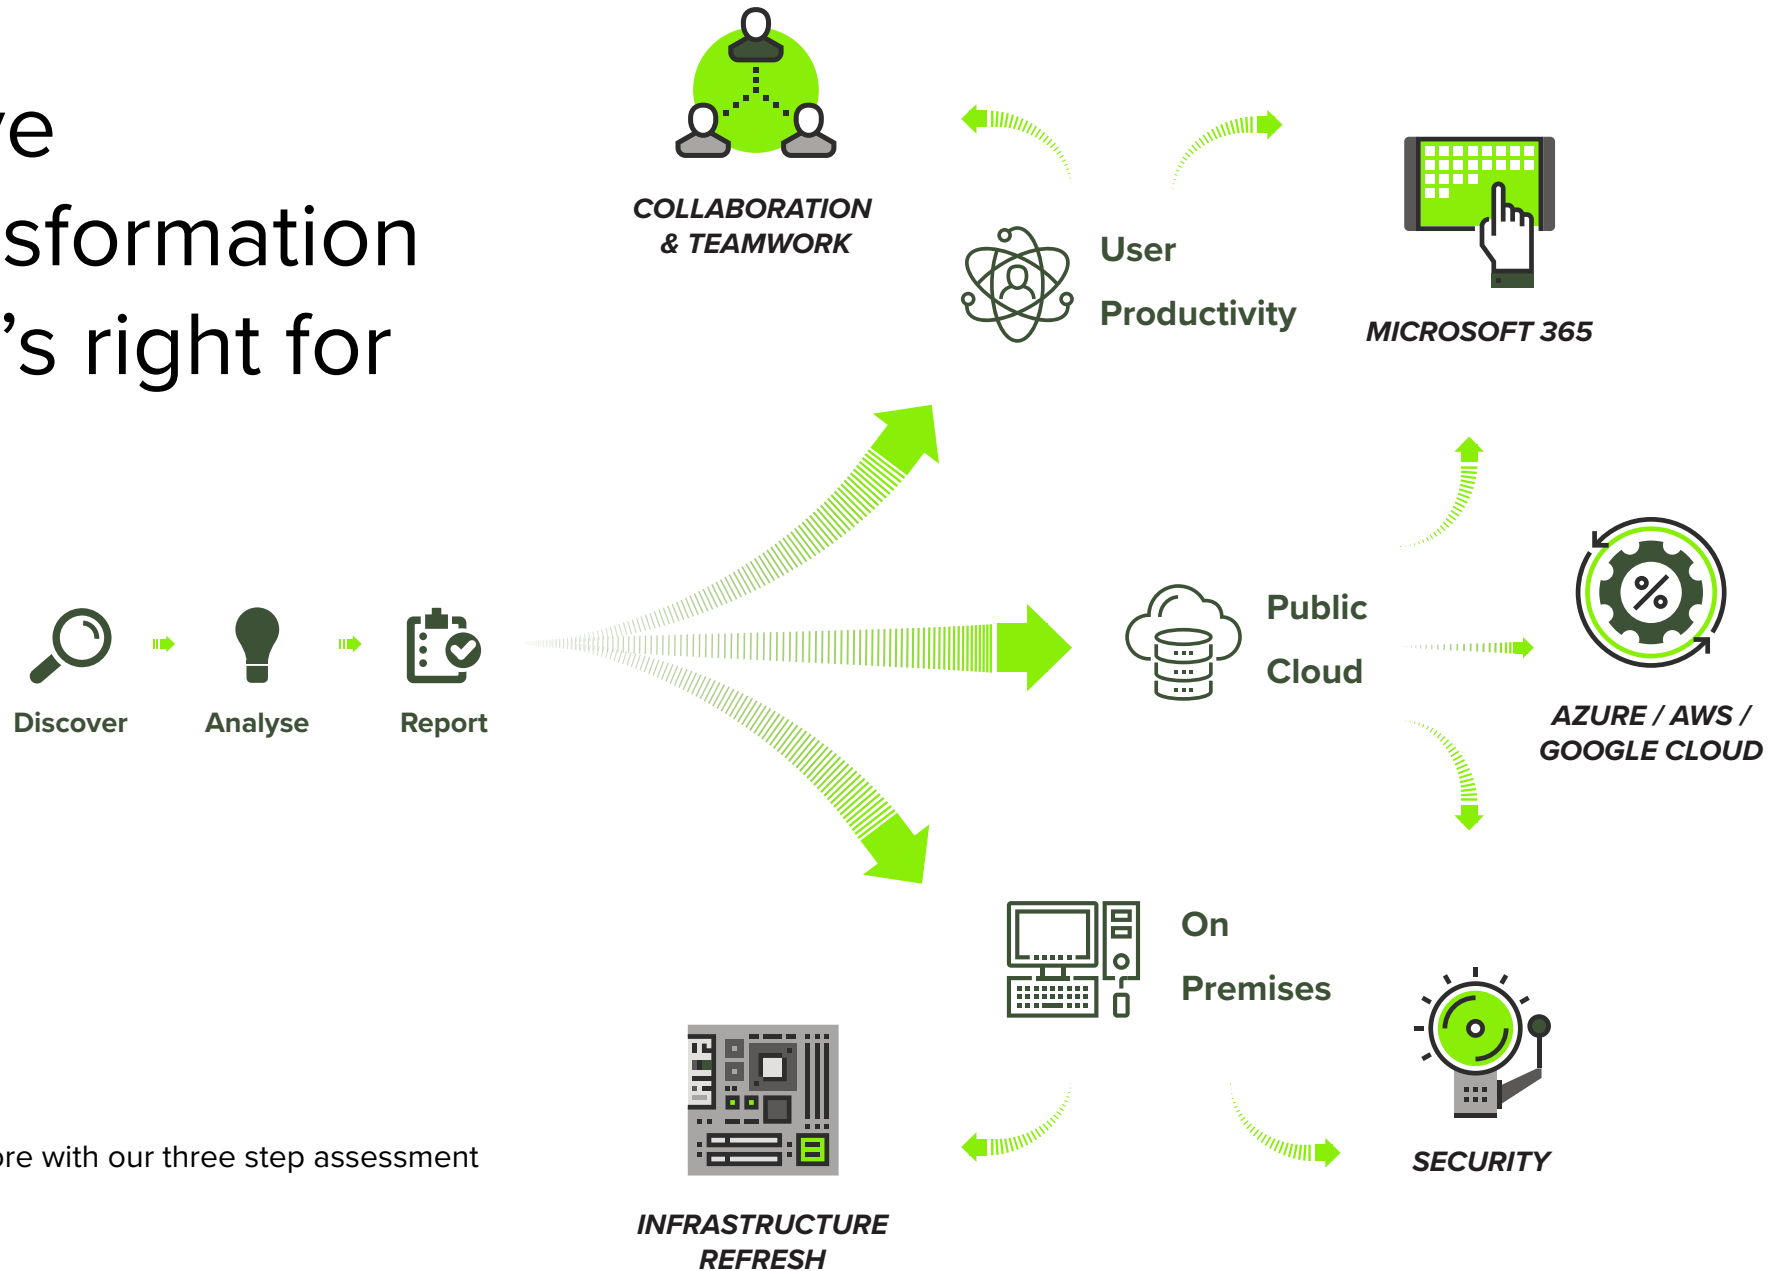 sformation
's right for
Discover
Analyse
Report
ore with our three step assessment
COLLABORATION
& TEAMWORK
User
Productivity
MICROSOFT 365
Public
Cloud
AZURE / AWS /
GOOGLE CLOUD
On
Premises
INFRASTRUCTURE
REFRESH
SECURITY